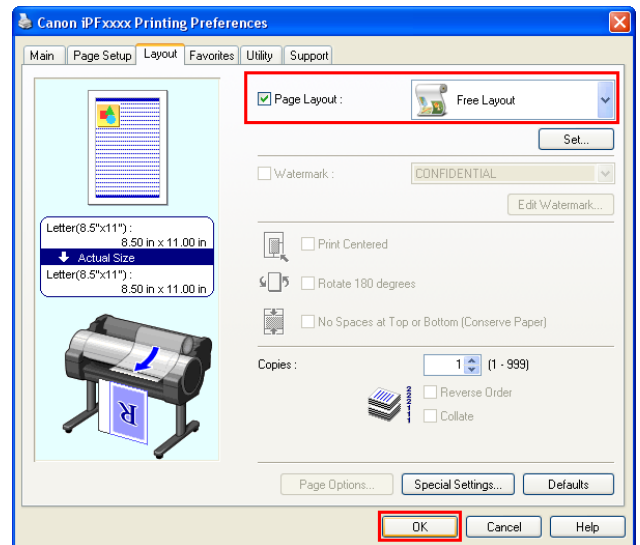 Canon iPFxxxx Printing Preferences
Main Page Setup Layout Favorites Utility Support
Page Layout : Free Layout
Set...
Watermark : CONFIDENTIAL
Edit Watermark...
Letter(8.5"x11") :
8.50 in x 11.00 in
Actual Size
Letter(8.5"x11") :
8.50 in x 11.00 in
Print Centered
Rotate 180 degrees
No Spaces at Top or Bottom (Conserve Paper)
Copies : 1 (1 - 999)
Reverse Order
Collate
R
Page Options... Special Settings... Defaults
OK Cancel Help